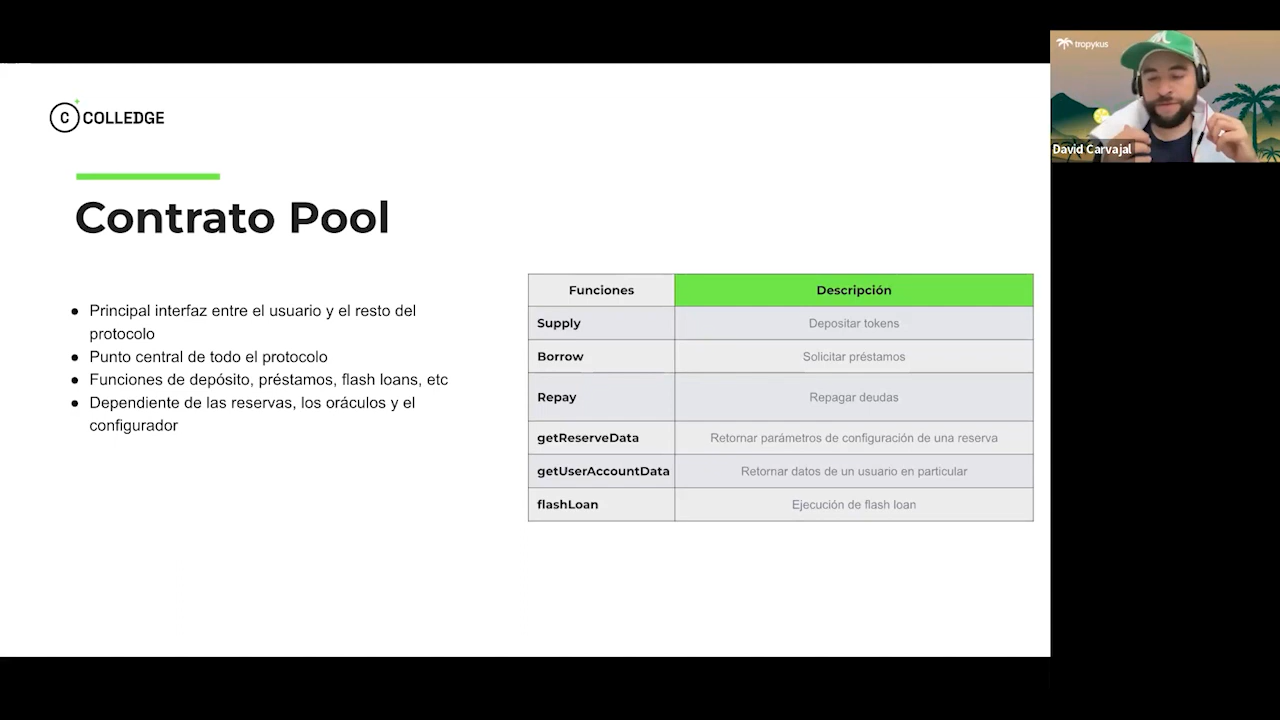 C COLLEDGE
Contrato Pool
● Principal interfaz entre el usuario y el resto del
protocolo
● Punto central de todo el protocolo
● Funciones de depósito, préstamos, flash loans, etc
● Dependiente de las reservas, los oráculos y el
configurador
Funciones Descripción
Supply Depositar tokens
Borrow Solicitar préstamos
Repay Repagar deudas
getReserveData Retornar parámetros de configuración de una reserva
getUserAccountData Retornar datos de un usuario en particular
flashLoan Ejecución de flash loan
tropykus
David Carvajal